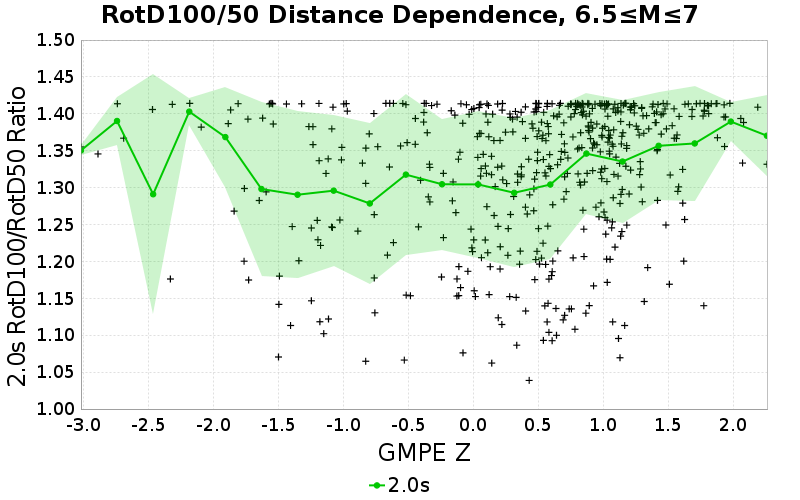 RotD100/50 Distance Dependence, 6.5≤M≤7
2.0s RotD100/RotD50 Ratio
1.50
1.45
1.40
1.35
1.30
1.25
1.20
1.15
1.10
1.05
1.00
-3.0 -2.5 -2.0 -1.5 -1.0 -0.5 0.0 0.5 1.0 1.5 2.0
GMPE Z
2.0s